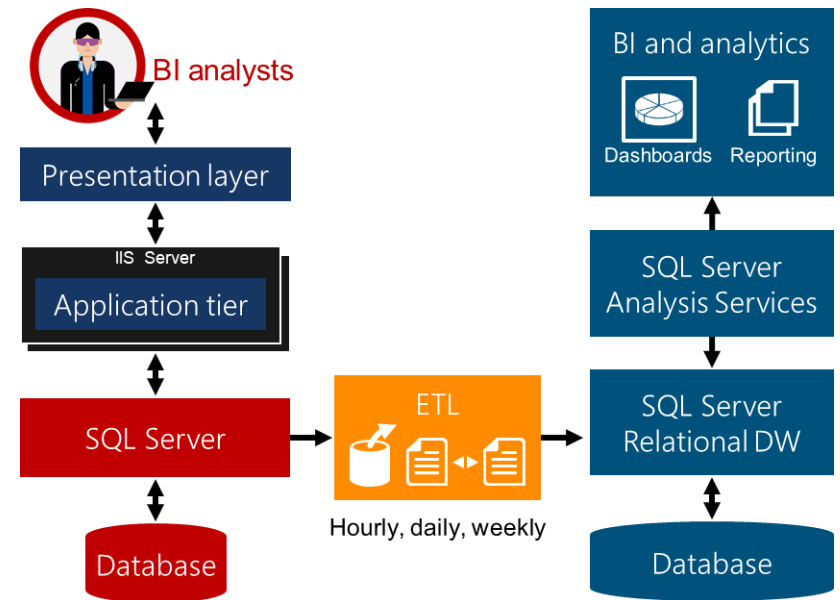 BI analysts
Presentation layer
IIS Server
Application tier
SQL Server
Database
ETL
Hourly, daily, weekly
BI and analytics
Dashboards
Reporting
SQL Server
Analysis Services
SQL Server
Relational DW
Database